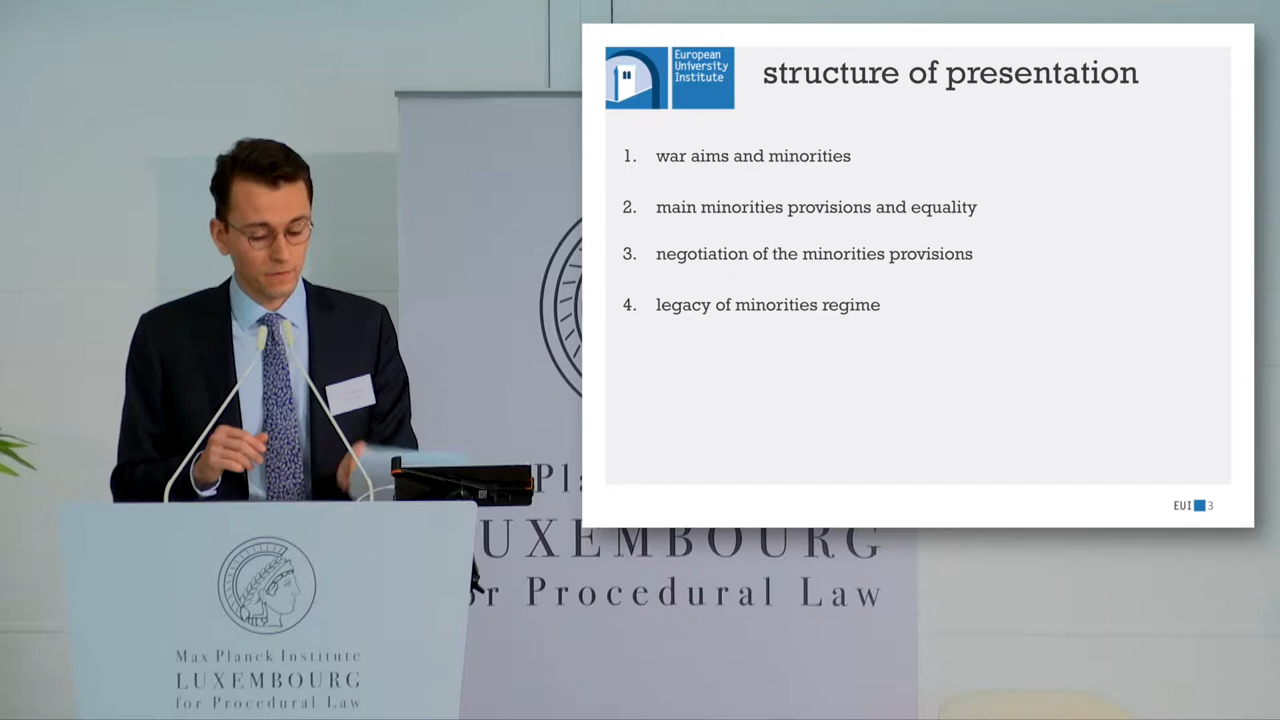 European
University
Institute
structure of presentation
1. war aims and minorities
2. main minorities provisions and equality
3. negotiation of the minorities provisions
4. legacy of minorities regime
EUI 3
Pla
UXEMBOURG
r Procedural Law
Max Planck Institute
LUXEMBOURG
for Procedural Law